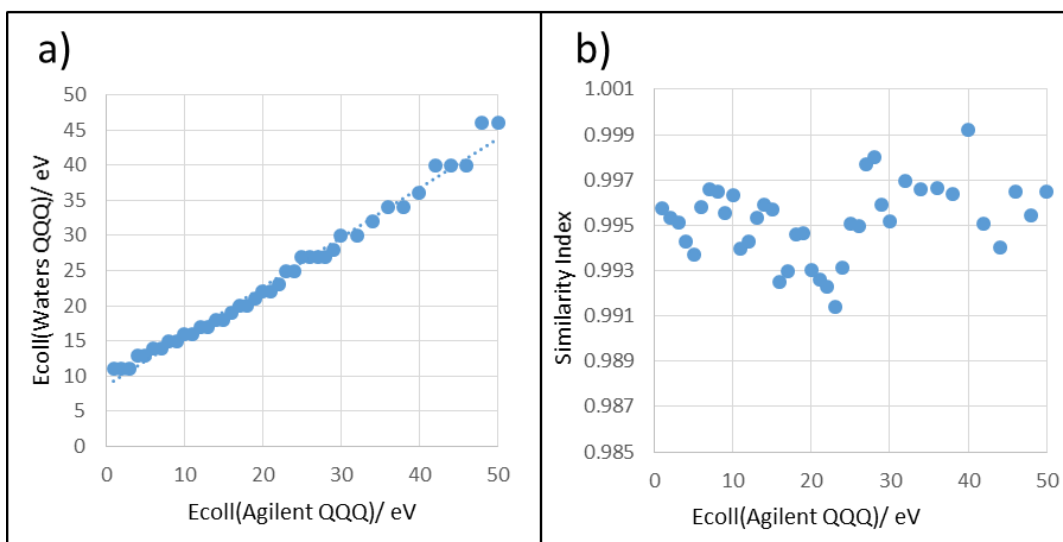 a)
Ecoll(Waters QQQ)/ eV
50
45
40
35
30
25
20
15
10
5
0
0 10 20 30 40 50
Ecoll(Agilent QQQ)/ eV
b)
Similarity Index
1.001
0.999
0.997
0.995
0.993
0.991
0.989
0.987
0.985
0 10 20 30 40 50
Ecoll(Agilent QQQ)/ eV